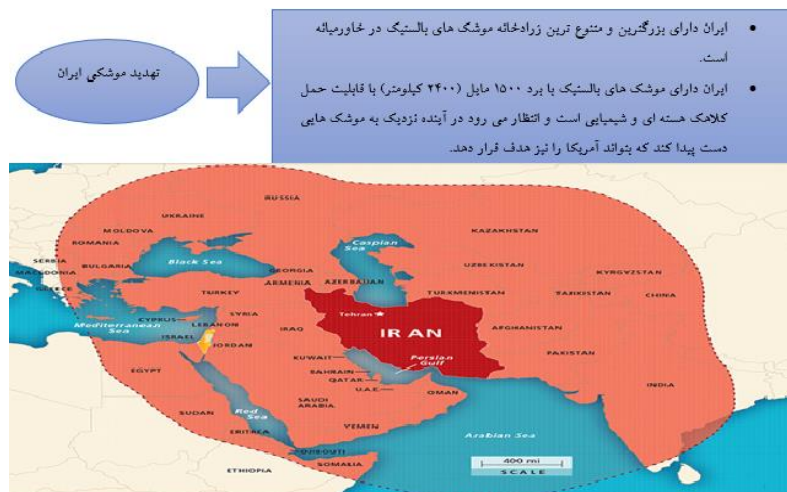 ایران دارای بزرگترین و متنوع ترین زرادخانه موشک های بالستیک در خاورمیانه
است.
ایران دارای موشک های بالستیک با برد ۱۵۰۰ مایل (۲۴۰۰ کیلومتر) با قابلیت حمل
کلاهک هسته ای و شیمیایی است و انتظار می رود در آینده نزدیک به موشک هایی
دست پیدا کند که بتواند آمریکا را نیز هدف قرار دهد.
تهدید موشکی ایران
RUSSIA
UKRAINE
MOLDOVA
ROMANIA
KAZAKHSTAN
Caspian
Sea
SERBIA
BULGARIA
Black Sea
MACEDONIA
GREECE
GEORGIA
ARMENIA
AZERBAIJAN
UZBEKISTAN
KYRGYZSTAN
TURKEY
TURKMENISTAN
TAJIKISTAN
CHINA
CYPRUS
SYRIA
Tehran
Mediterranean
Sea
LEBANON
IRAQ
IRAN
AFGHANISTAN
ISRAEL
JORDAN
KUWAIT
Persian
Gulf
PAKISTAN
EGYPT
BAHRAIN
QATAR
U.A.E.
OMAN
INDIA
SAUDI
ARABIA
SUDAN
Red
Sea
YEMEN
ERITREA
Arabian Sea
DJIBOUTI
SOMALIA
ETHIOPIA
400 mi
SCALE